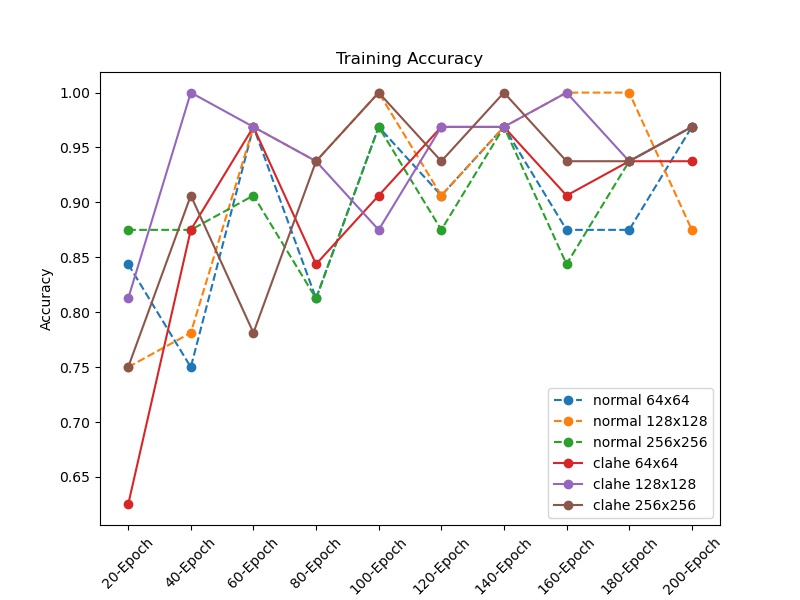 Training Accuracy
1.00
0.95
0.90
0.85
0.80
0.75
0.70
0.65
Accuracy
normal 64x64
normal 128x128
normal 256x256
clahe 64x64
clahe 128x128
clahe 256x256
20-Epoch
40-Epoch
60-Epoch
80-Epoch
100-Epoch
120-Epoch
140-Epoch
160-Epoch
180-Epoch
200-Epoch